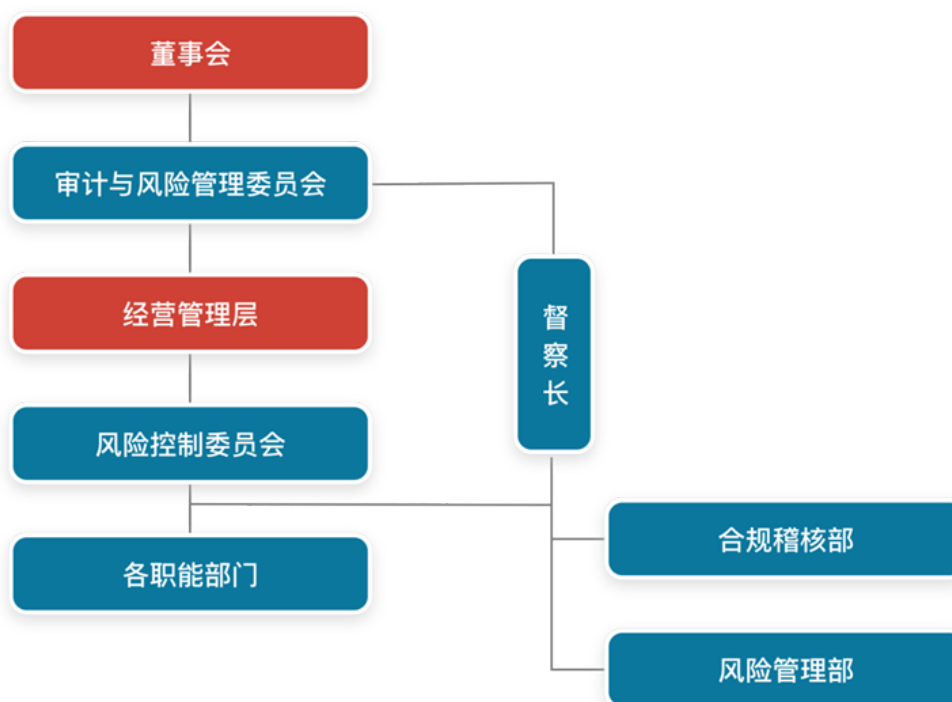 董事会
审计与风险管理委员会
经营管理层
督察长
风险控制委员会
合规稽核部
各职能部门
风险管理部